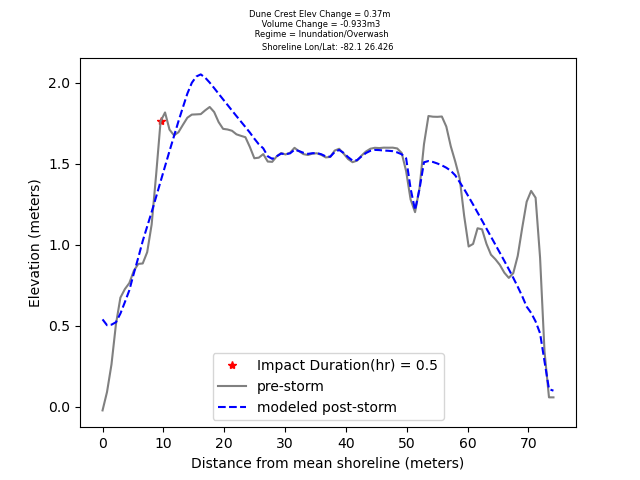 Dune Crest Elev Change = 0.37m
Volume Change = -0.933m3
Regime = Inundation/Overwash
Shoreline Lon/Lat: -82.1 26.426
2.0
1.5
1.0
0.5
0.0
Elevation (meters)
Impact Duration(hr) = 0.5
pre-storm
modeled post-storm
0 10 20 30 40 50 60 70
Distance from mean shoreline (meters)